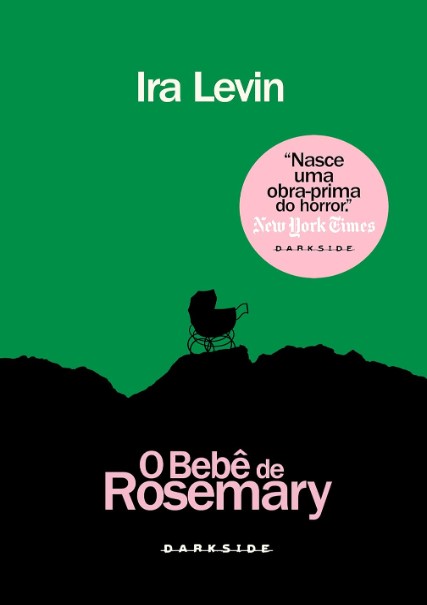 Ira Levin
“Nasce
uma
obra-prima
do horror.”
New York Times
DARKSIDE
O Bebê de
Rosemary
DARKSIDE